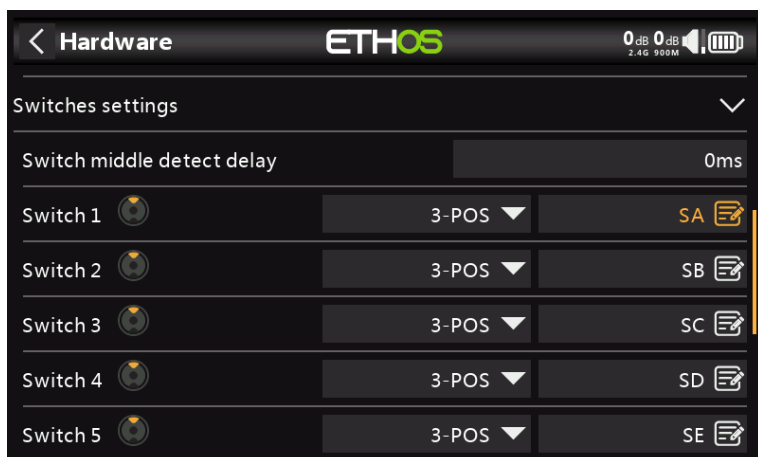 Hardware ETHOS 0dB 0dB
2.4G 900M
Switches settings
Switch middle detect delay 0ms
Switch 1 3-POS SA
Switch 2 3-POS SB
Switch 3 3-POS SC
Switch 4 3-POS SD
Switch 5 3-POS SE